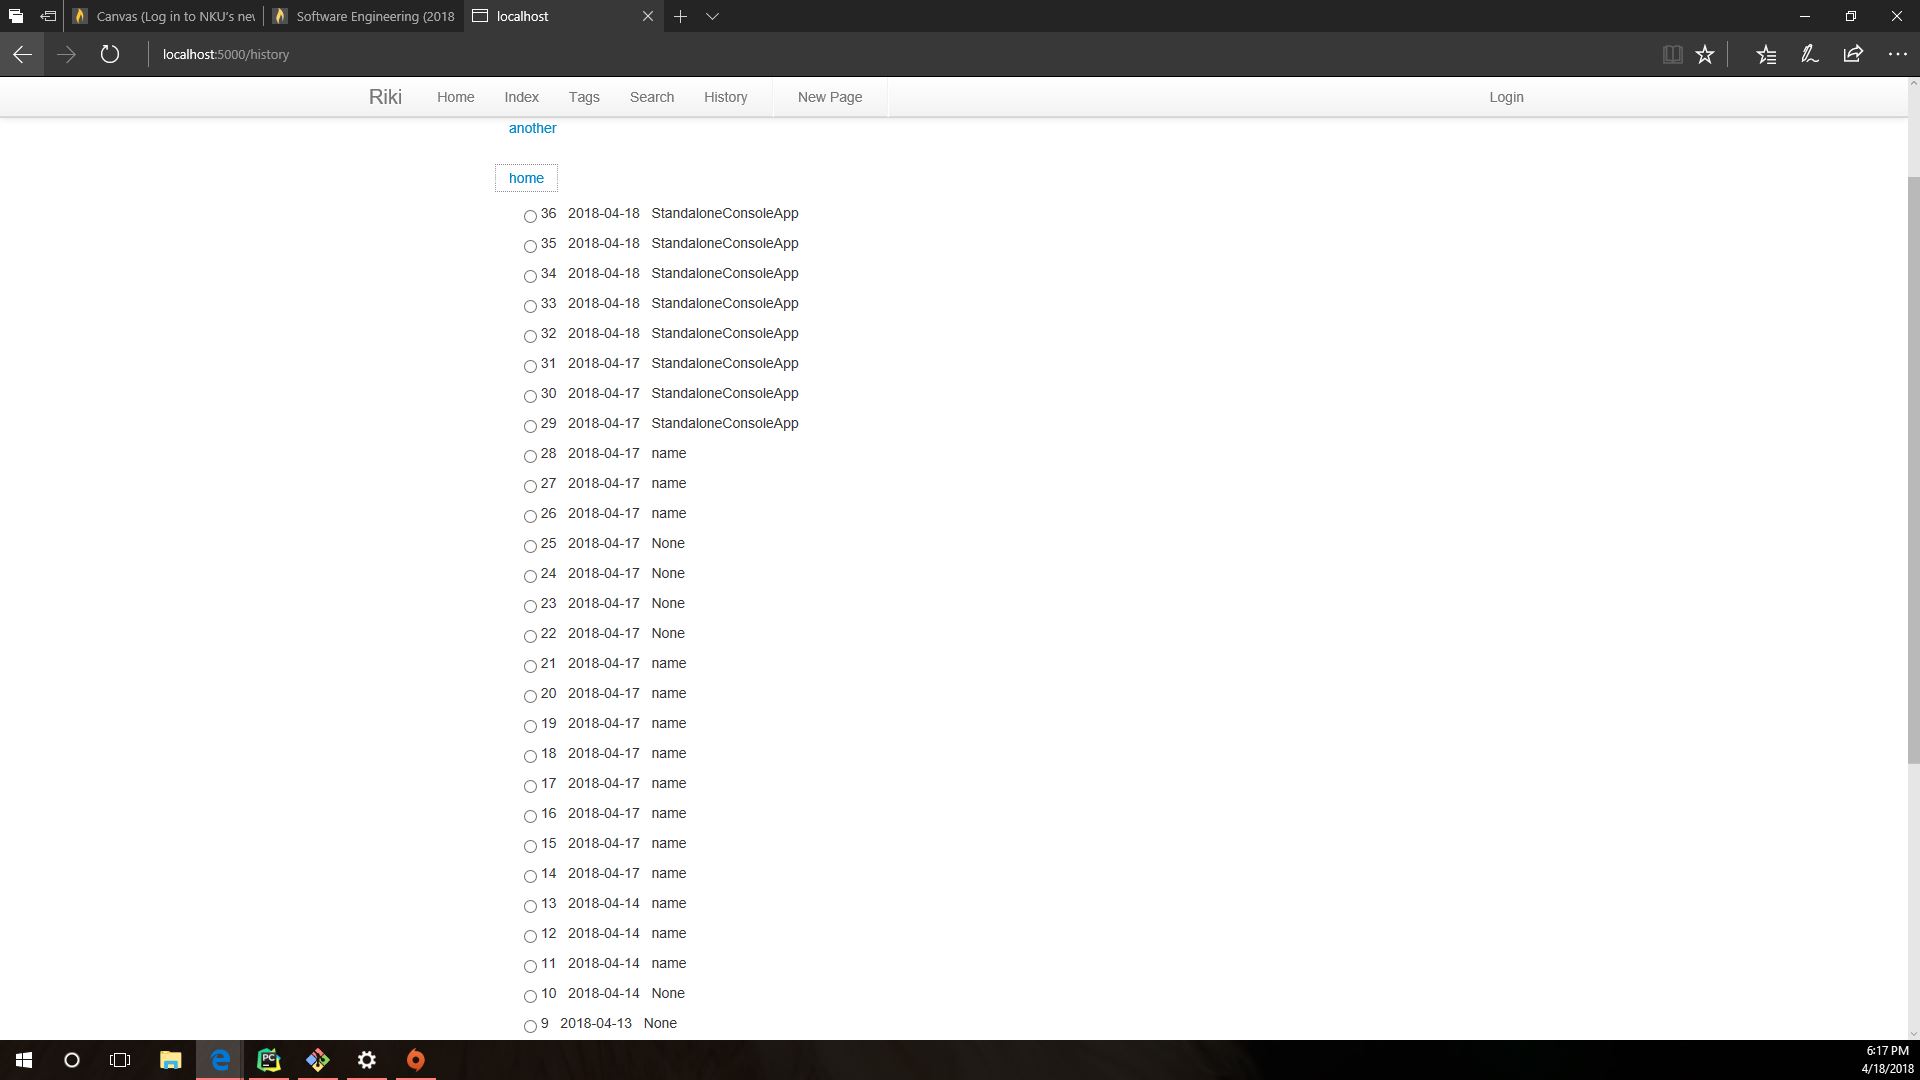 Canvas (Log in to NKU's nev
Software Engineering (2018
localhost
localhost:5000/history
Riki Home Index Tags Search History New Page Login
another
home
36 2018-04-18 StandaloneConsoleApp
35 2018-04-18 StandaloneConsoleApp
34 2018-04-18 StandaloneConsoleApp
33 2018-04-18 StandaloneConsoleApp
32 2018-04-18 StandaloneConsoleApp
31 2018-04-17 StandaloneConsoleApp
30 2018-04-17 StandaloneConsoleApp
29 2018-04-17 StandaloneConsoleApp
28 2018-04-17 name
27 2018-04-17 name
26 2018-04-17 name
25 2018-04-17 None
24 2018-04-17 None
23 2018-04-17 None
22 2018-04-17 None
21 2018-04-17 name
20 2018-04-17 name
19 2018-04-17 name
18 2018-04-17 name
17 2018-04-17 name
16 2018-04-17 name
15 2018-04-17 name
14 2018-04-17 name
13 2018-04-14 name
12 2018-04-14 name
11 2018-04-14 name
10 2018-04-14 None
9 2018-04-13 None
PC
6:17 PM
4/18/2018